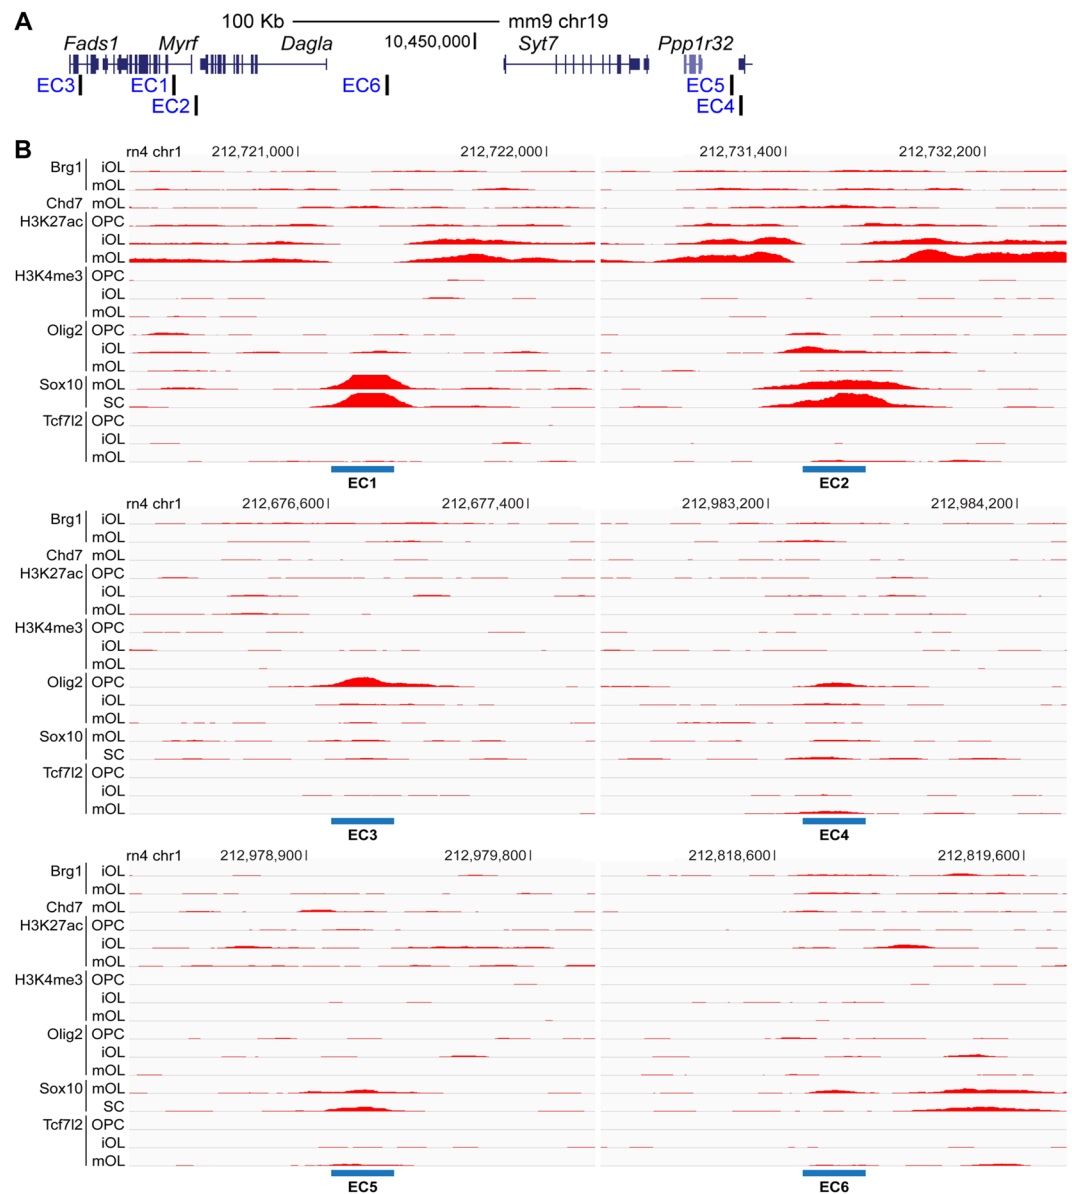 A
100 Kb mm9 chr19
Fads1 Myrf Dagla 10,450,000 Syt7 Ppp1r32
EC3 EC1 EC6 EC5
EC2 EC4
B
rn4 chr1 212,721,000 212,722,000 212,731,400 212,732,200
Brg1 iOL
mOL
Chd7 mOL
H3K27ac OPC
iOL
mOL
H3K4me3 OPC
iOL
mOL
Olig2 OPC
iOL
mOL
Sox10 mOL
SC
Tcf7l2 OPC
iOL
mOL
EC1 EC2
rn4 chr1 212,676,600 212,677,400 212,983,200 212,984,200
Brg1 iOL
mOL
Chd7 mOL
H3K27ac OPC
iOL
mOL
H3K4me3 OPC
iOL
mOL
Olig2 OPC
iOL
mOL
Sox10 mOL
SC
Tcf7l2 OPC
iOL
mOL
EC3 EC4
rn4 chr1 212,978,900 212,979,800 212,818,600 212,819,600
Brg1 iOL
mOL
Chd7 mOL
H3K27ac OPC
iOL
mOL
H3K4me3 OPC
iOL
mOL
Olig2 OPC
iOL
mOL
Sox10 mOL
SC
Tcf7l2 OPC
iOL
mOL
EC5 EC6